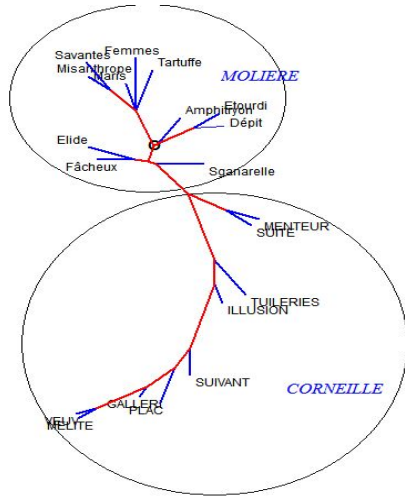 Femmes
Savantes
Tartuffe
Misanthrope
Maris
MOLIERE
Etourdi
Amphitryon
Dépit
Elide
Fâcheux
Sganarelle
MENTEUR
SUITE
TUILERIES
ILLUSION
SUIVANT
CORNEILLE
GALLERI
PLAC
VEUV
MELITE